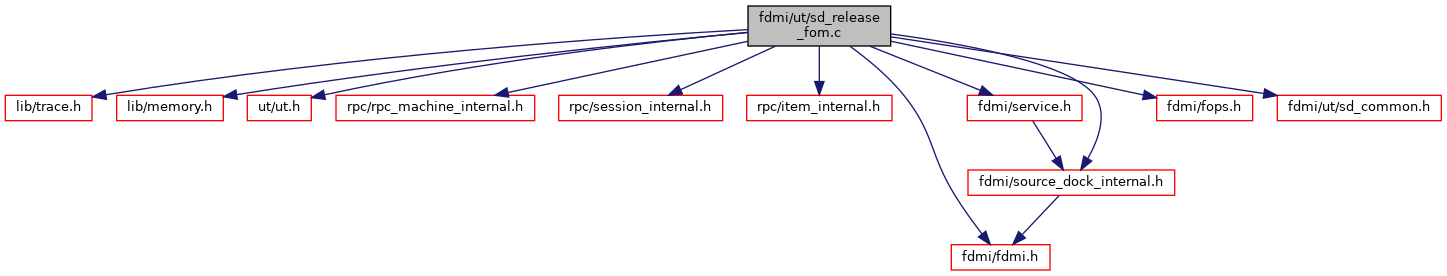 fdmi/ut/sd_release
_fom.c
lib/trace.h
lib/memory.h
ut/ut.h
rpc/rpc_machine_internal.h
rpc/session_internal.h
rpc/item_internal.h
fdmi/service.h
fdmi/fops.h
fdmi/ut/sd_common.h
fdmi/source_dock_internal.h
fdmi/fdmi.h